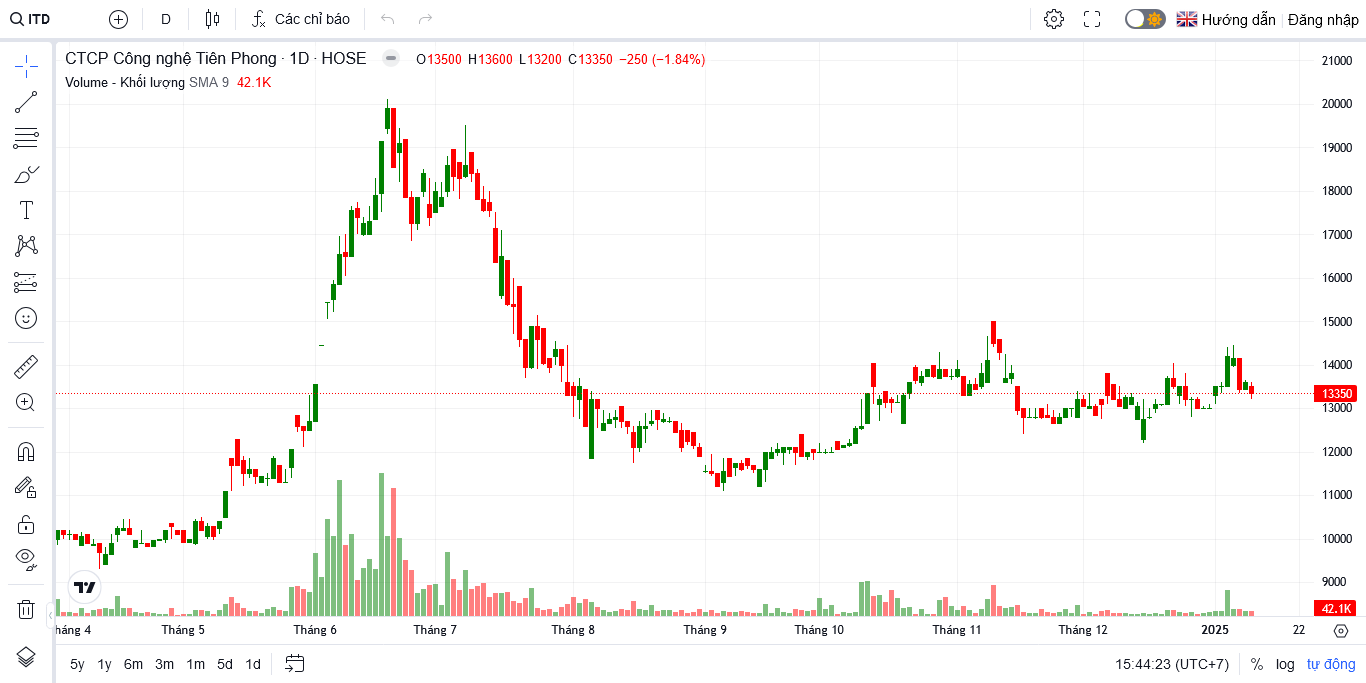 ITD D Các chỉ báo Hướng dẫn Đăng nhập
CTCP Công nghệ Tiên Phong · 1D · HOSE O13500 H13600 L13200 C13350 −250 (−1.84%)
Volume - Khối lượng SMA 9 42.1K
21000
20000
19000
18000
17000
16000
15000
14000
13350
13000
12000
11000
10000
9000
42.1K
háng 4 Tháng 5 Tháng 6 Tháng 7 Tháng 8 Tháng 9 Tháng 10 Tháng 11 Tháng 12 2025 22
5y 1y 6m 3m 1m 5d 1d 15:44:23 (UTC+7) % log tự động